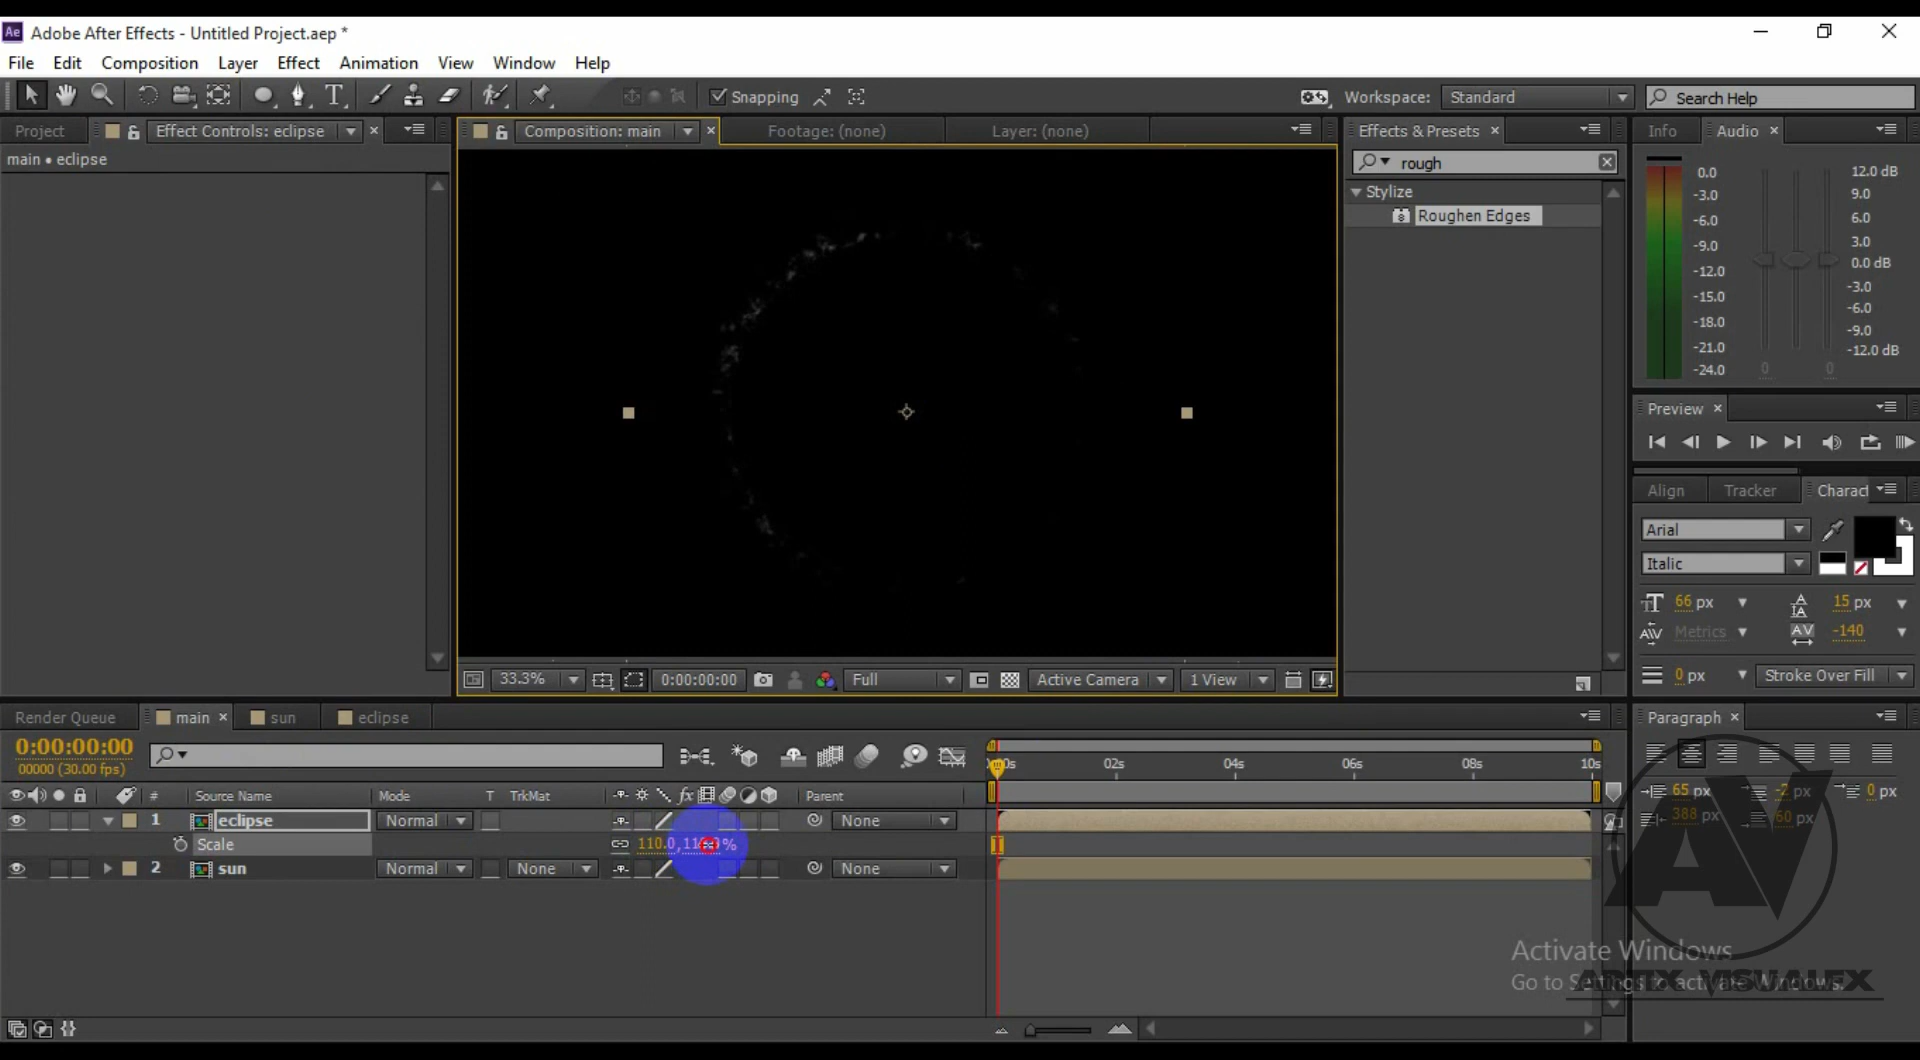 Ae Adobe After Effects - Untitled Project.aep *
File Edit Composition Layer Effect Animation View Window Help
Snapping
Workspace: Standard
Search Help
Project
Effect Controls: eclipse
Composition: main
Footage: (none)
Layer: (none)
Effects & Presets
Info
Audio
main • eclipse
rough
Stylize
Roughen Edges
0.0
-3.0
-6.0
-9.0
-12.0
-15.0
-18.0
-21.0
-24.0
12.0 dB
9.0
6.0
3.0
0.0 dB
-3.0
-6.0
-9.0
-12.0 dB
0 0
Preview
Align Tracker Charact
Arial
Italic
66 px
15 px
Metrics
-140
0 px
Stroke Over Fill
33.3%
0:00:00:00
Full
Active Camera
1 View
Render Queue
main
sun
eclipse
Paragraph
0:00:00:00
00000 (30.00 fps)
02s 04s 06s 08s 10s
# Source Name Mode T TrkMat Parent
65 px
-2 px
0 px
388 px
60 px
1 eclipse Normal None
Scale 110.0, %
2 sun Normal None None
AV
Activate Windows
Go to Settings to activate Windows.
ARTIX VISUALEX